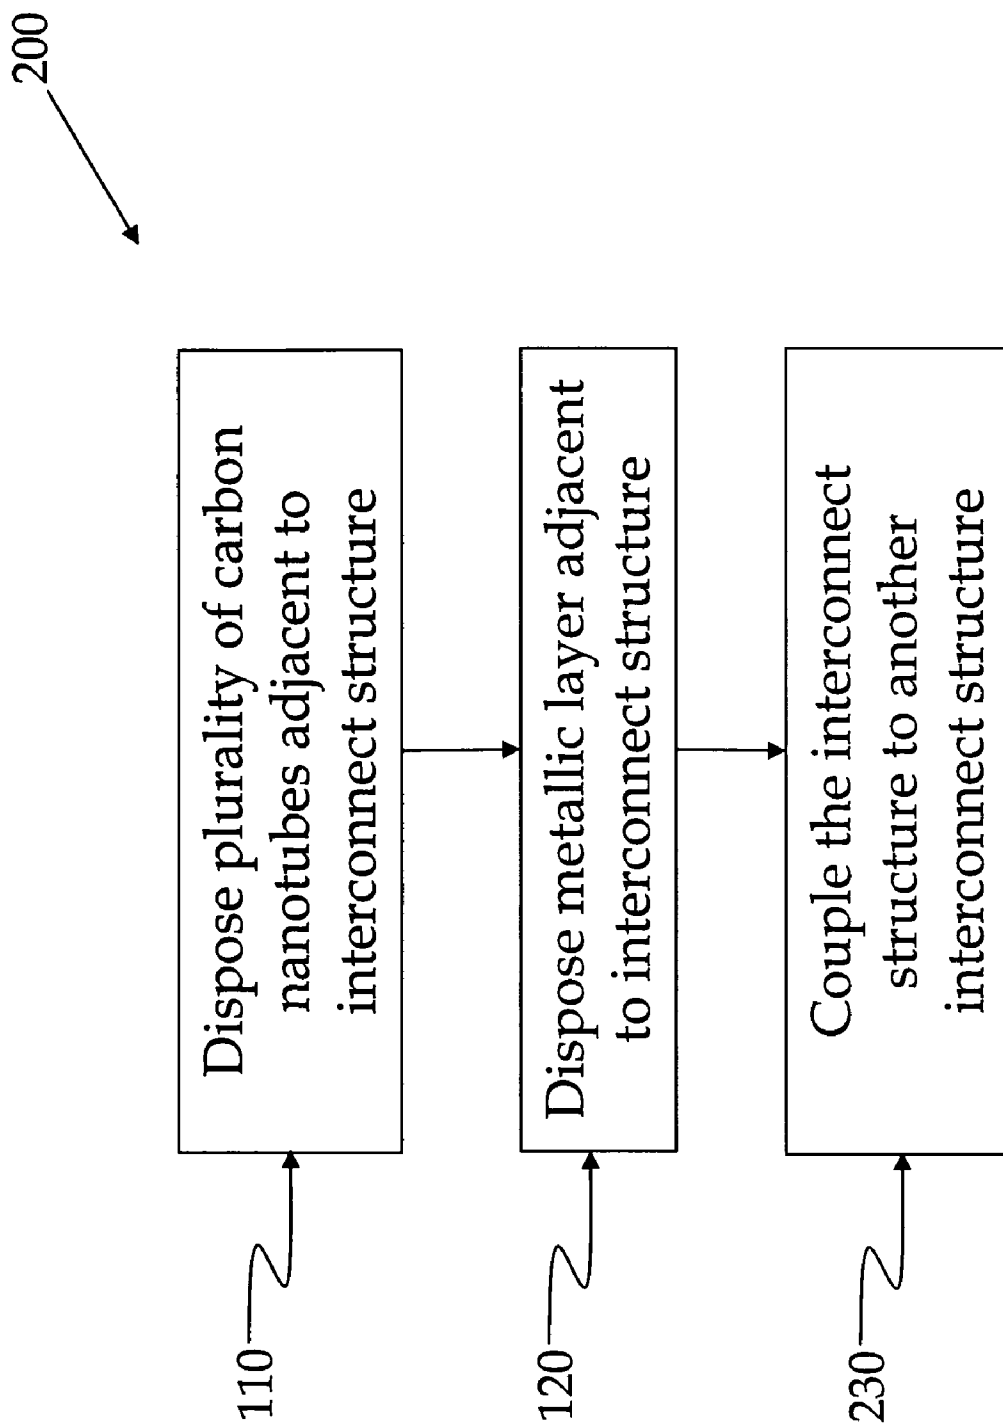 200
110
Dispose plurality of carbon
nanotubes adjacent to
interconnect structure
120
Dispose metallic layer adjacent
to interconnect structure
230
Couple the interconnect
structure to another
interconnect structure